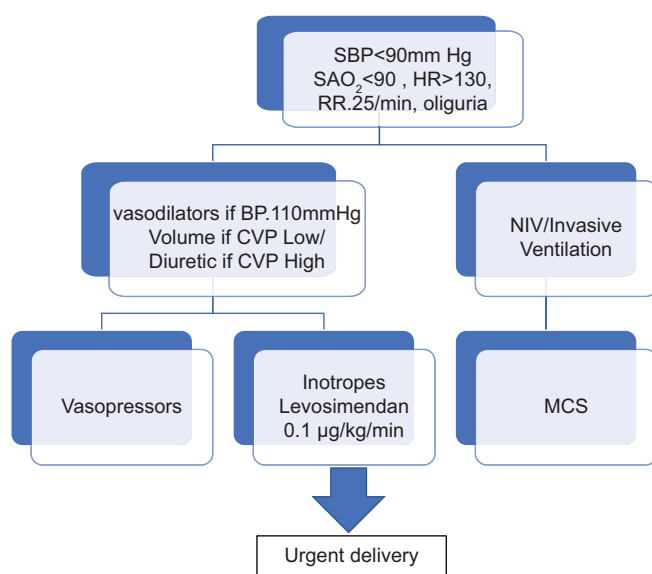 SBP<90mm Hg
SAO₂<90 , HR>130,
RR.25/min, oliguria
vasodilators if BP.110mmHg
Volume if CVP Low/
Diuretic if CVP High
NIV/Invasive
Ventilation
Vasopressors
Inotropes
Levosimendan
0.1 µg/kg/min
MCS
Urgent delivery